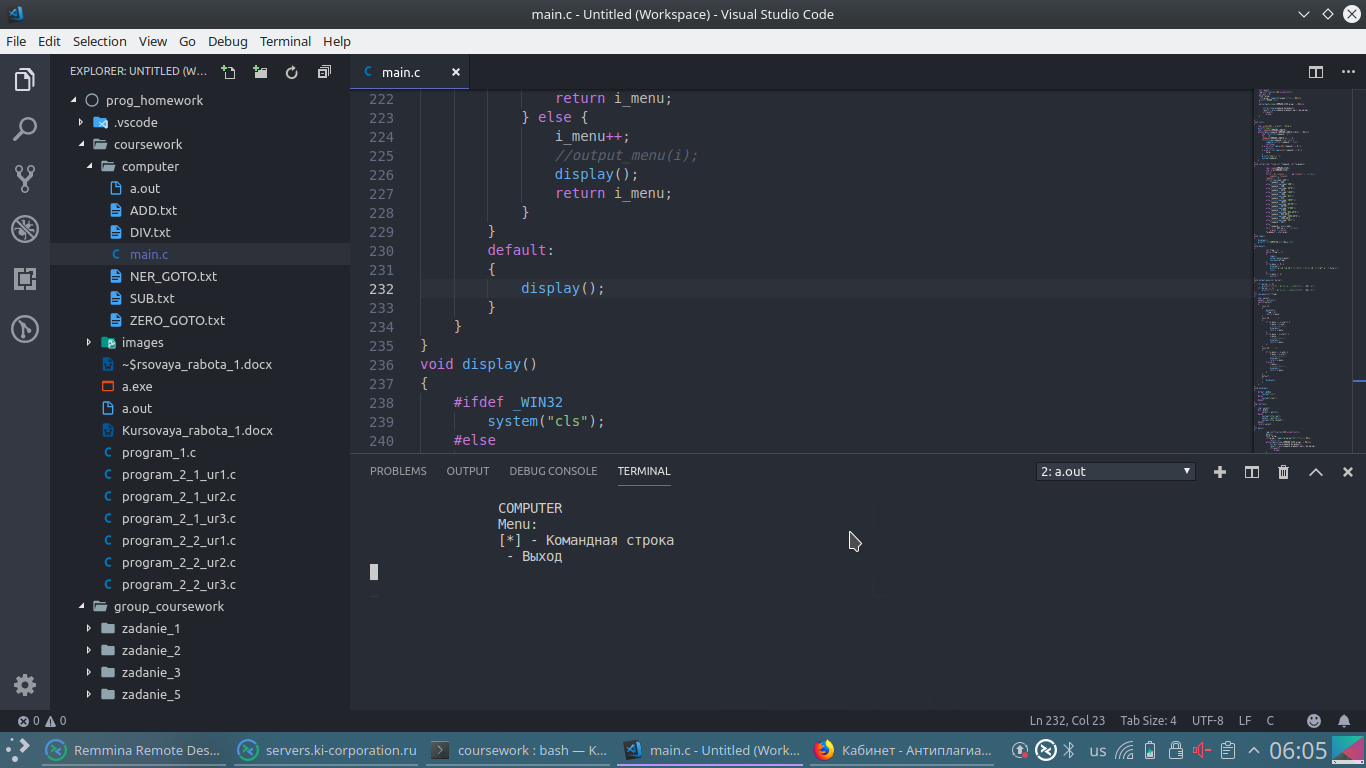 main.c - Untitled (Workspace) - Visual Studio Code
File Edit Selection View Go Debug Terminal Help
EXPLORER: UNTITLED (W...
prog_homework
.vscode
coursework
computer
a.out
ADD.txt
DIV.txt
main.c
NER_GOTO.txt
SUB.txt
ZERO_GOTO.txt
images
~$rsovaya_rabota_1.docx
a.exe
a.out
Kursovaya_rabota_1.docx
program_1.c
program_2_1_ur1.c
program_2_1_ur2.c
program_2_1_ur3.c
program_2_2_ur1.c
program_2_2_ur2.c
program_2_2_ur3.c
group_coursework
zadanie_1
zadanie_2
zadanie_3
zadanie_5
main.c
222 return i_menu;
223 } else {
224 i_menu++;
225 //output_menu(i);
226 display();
227 return i_menu;
228 }
229 }
230 default:
231 {
232 display();
233 }
234 }
235 }
236 void display()
237 {
238 #ifdef _WIN32
239 system("cls");
240 #else
PROBLEMS OUTPUT DEBUG CONSOLE TERMINAL 2: a.out
COMPUTER
Menu:
[*] - Командная строка
- Выход
0 0 Ln 232, Col 23 Tab Size: 4 UTF-8 LF C
Remmina Remote Des... servers.ki-corporation.ru coursework : bash — K... main.c - Untitled (Work... Кабинет - Антиплагиа... us 06:05